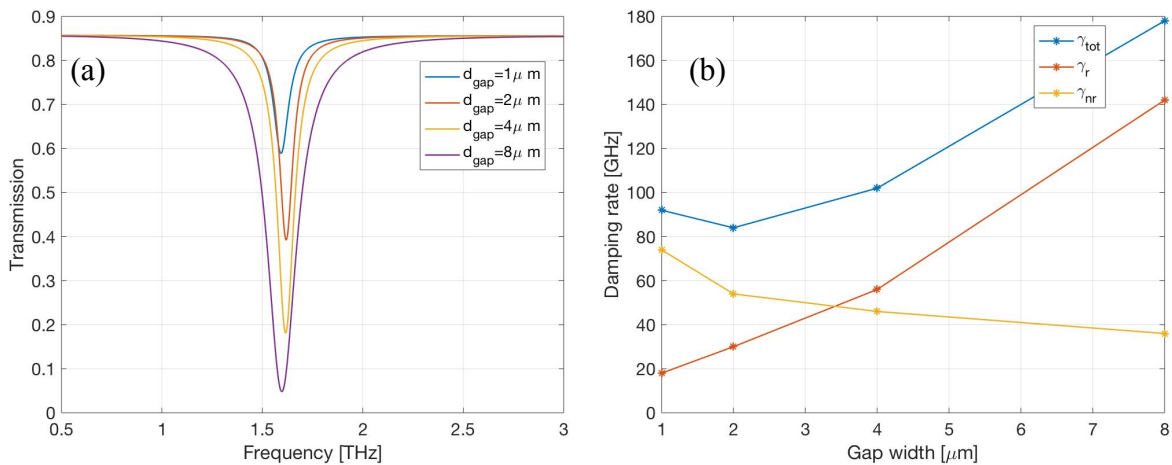 (a)
0.9
0.8
0.7
0.6
0.5
0.4
0.3
0.2
0.1
0
Transmission
d_gap=1μ m
d_gap=2μ m
d_gap=4μ m
d_gap=8μ m
0.5 1 1.5 2 2.5 3
Frequency [THz]
(b)
180
160
140
120
100
80
60
40
20
0
Damping rate [GHz]
γ_tot
γ_r
γ_nr
1 2 3 4 5 6 7 8
Gap width [μm]